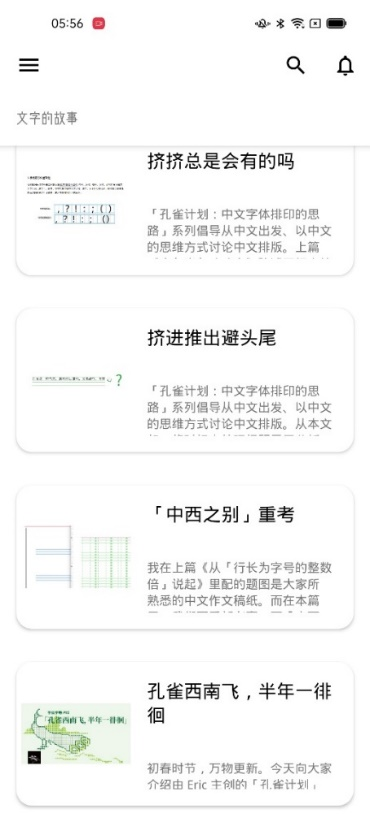 05:56
文字的故事
挤挤总是会有的吗
「孔雀计划：中文字体排印的思
路」系列倡导从中文出发、以中文
的思维方式讨论中文排版。上篇
, ? ! : ; ( )
, ? ! : ; ( )
挤进推出避头尾
「孔雀计划：中文字体排印的思
路」系列倡导从中文出发、以中文
的思维方式讨论中文排版。从本文
?
「中西之别」重考
我在上篇《从「行长为字号的整数
倍」说起》里配的题图是大家所
熟悉的中文作文稿纸。而在本篇
孔雀西南飞，半年一徘
徊
初春时节，万物更新。今天向大家
介绍由 Eric 主创的「孔雀计划」
「孔雀西南飞，半年一徘徊」